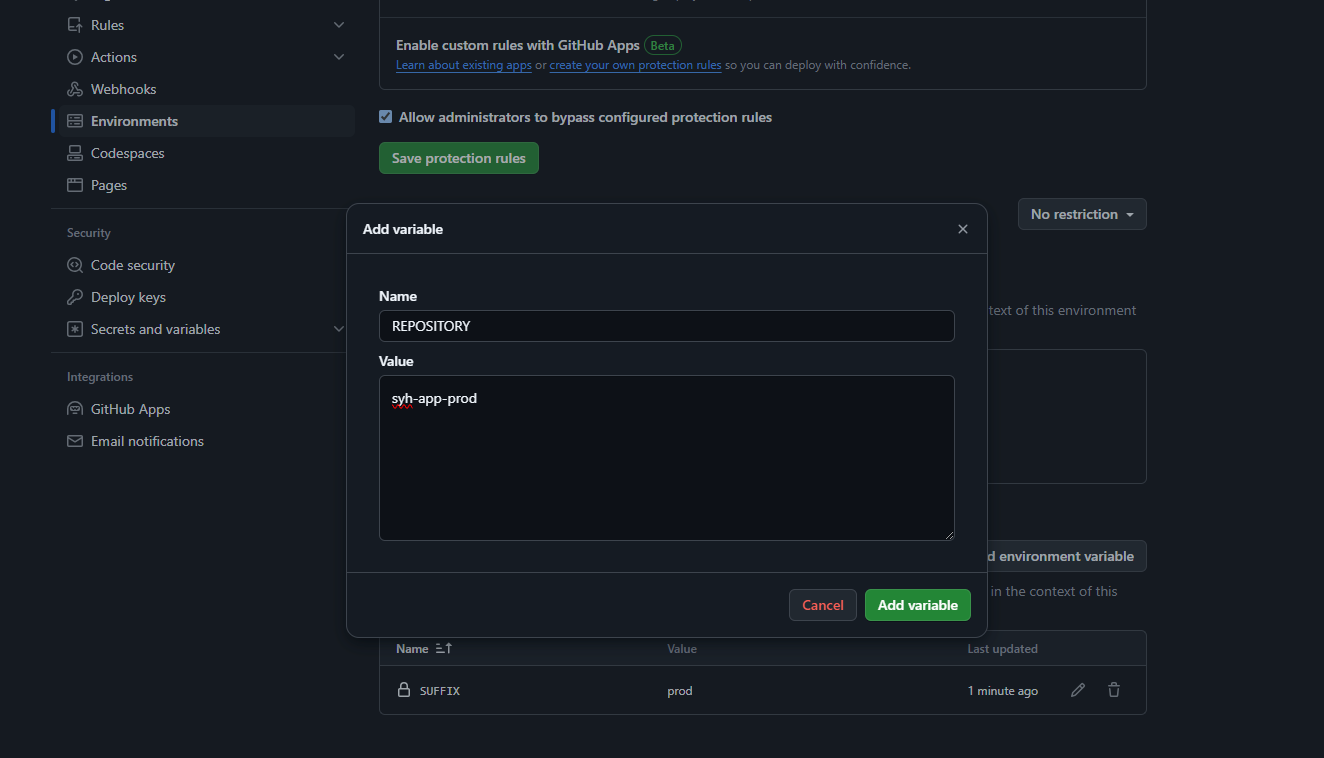 Rules
Actions
Webhooks
Environments
Codespaces
Pages
Security
Code security
Deploy keys
Secrets and variables
Integrations
GitHub Apps
Email notifications
Enable custom rules with GitHub Apps Beta
Learn about existing apps or create your own protection rules so you can deploy with confidence.
Allow administrators to bypass configured protection rules
Save protection rules
No restriction
Add variable
Name
REPOSITORY
Value
syh-app-prod
Cancel Add variable
text of this environment
d environment variable
in the context of this
Name Value Last updated
SUFFIX prod 1 minute ago